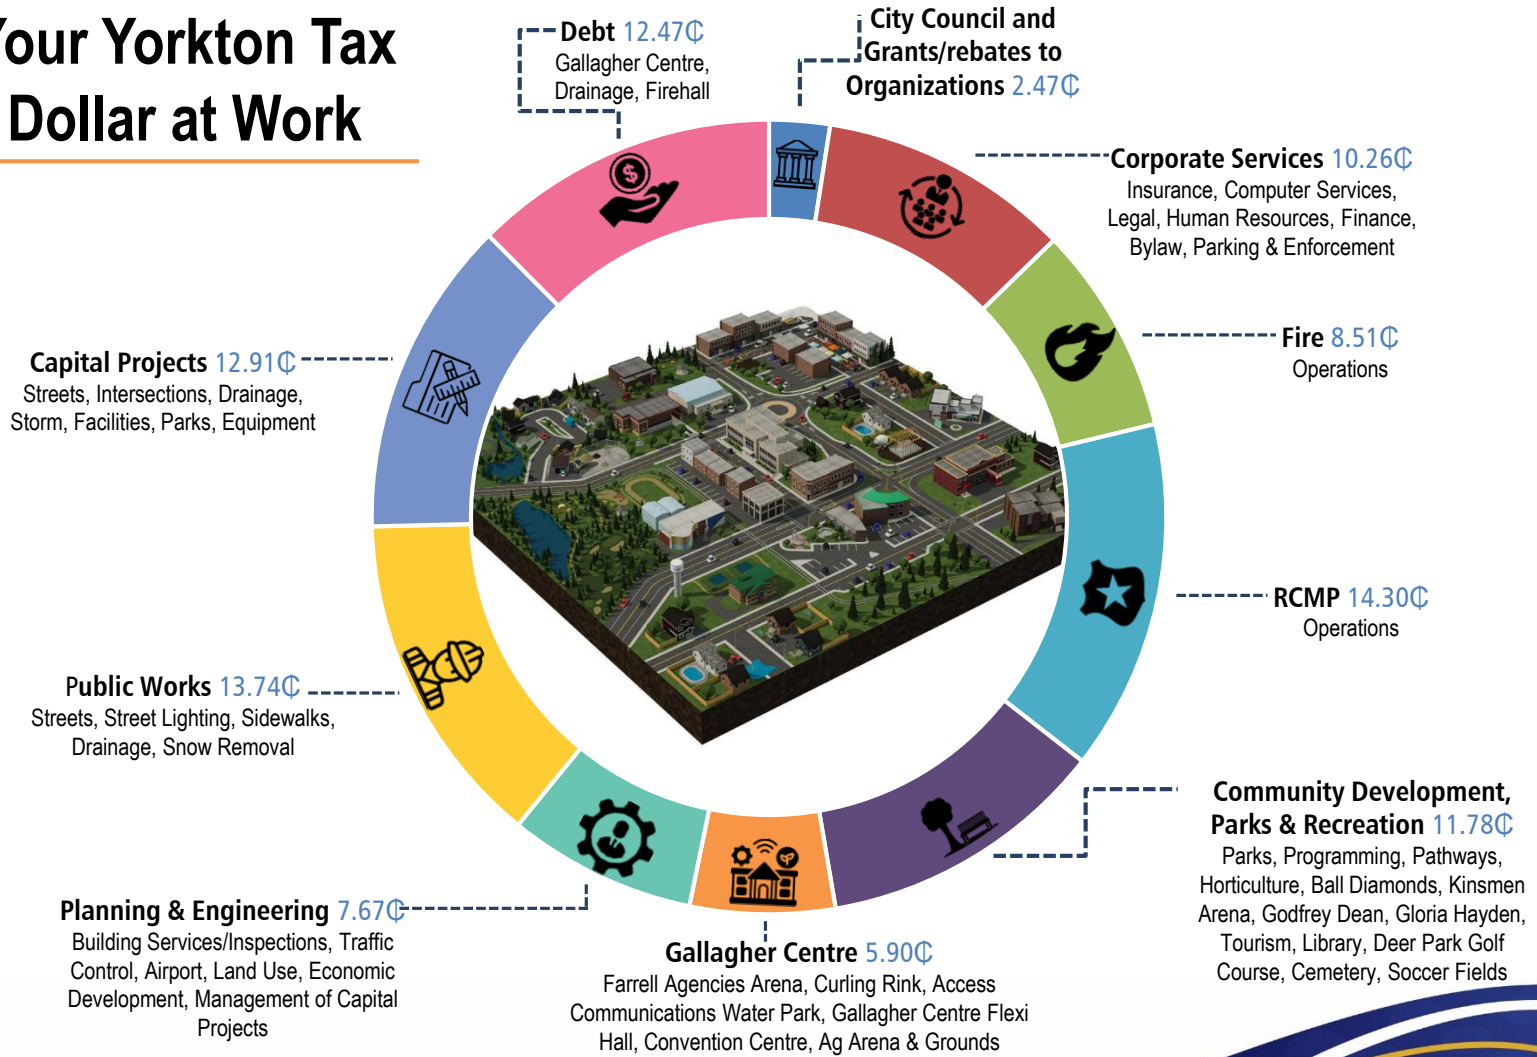 Your Yorkton Tax
Dollar at Work
Debt 12.47₵
Gallagher Centre,
Drainage, Firehall
City Council and
Grants/rebates to
Organizations 2.47₵
Corporate Services 10.26₵
Insurance, Computer Services,
Legal, Human Resources, Finance,
Bylaw, Parking & Enforcement
Fire 8.51₵
Operations
RCMP 14.30₵
Operations
Community Development,
Parks & Recreation 11.78₵
Parks, Programming, Pathways,
Horticulture, Ball Diamonds, Kinsmen
Arena, Godfrey Dean, Gloria Hayden,
Tourism, Library, Deer Park Golf
Course, Cemetery, Soccer Fields
Gallagher Centre 5.90₵
Farrell Agencies Arena, Curling Rink, Access
Communications Water Park, Gallagher Centre Flexi
Hall, Convention Centre, Ag Arena & Grounds
Planning & Engineering 7.67₵
Building Services/Inspections, Traffic
Control, Airport, Land Use, Economic
Development, Management of Capital
Projects
Public Works 13.74₵
Streets, Street Lighting, Sidewalks,
Drainage, Snow Removal
Capital Projects 12.91₵
Streets, Intersections, Drainage,
Storm, Facilities, Parks, Equipment